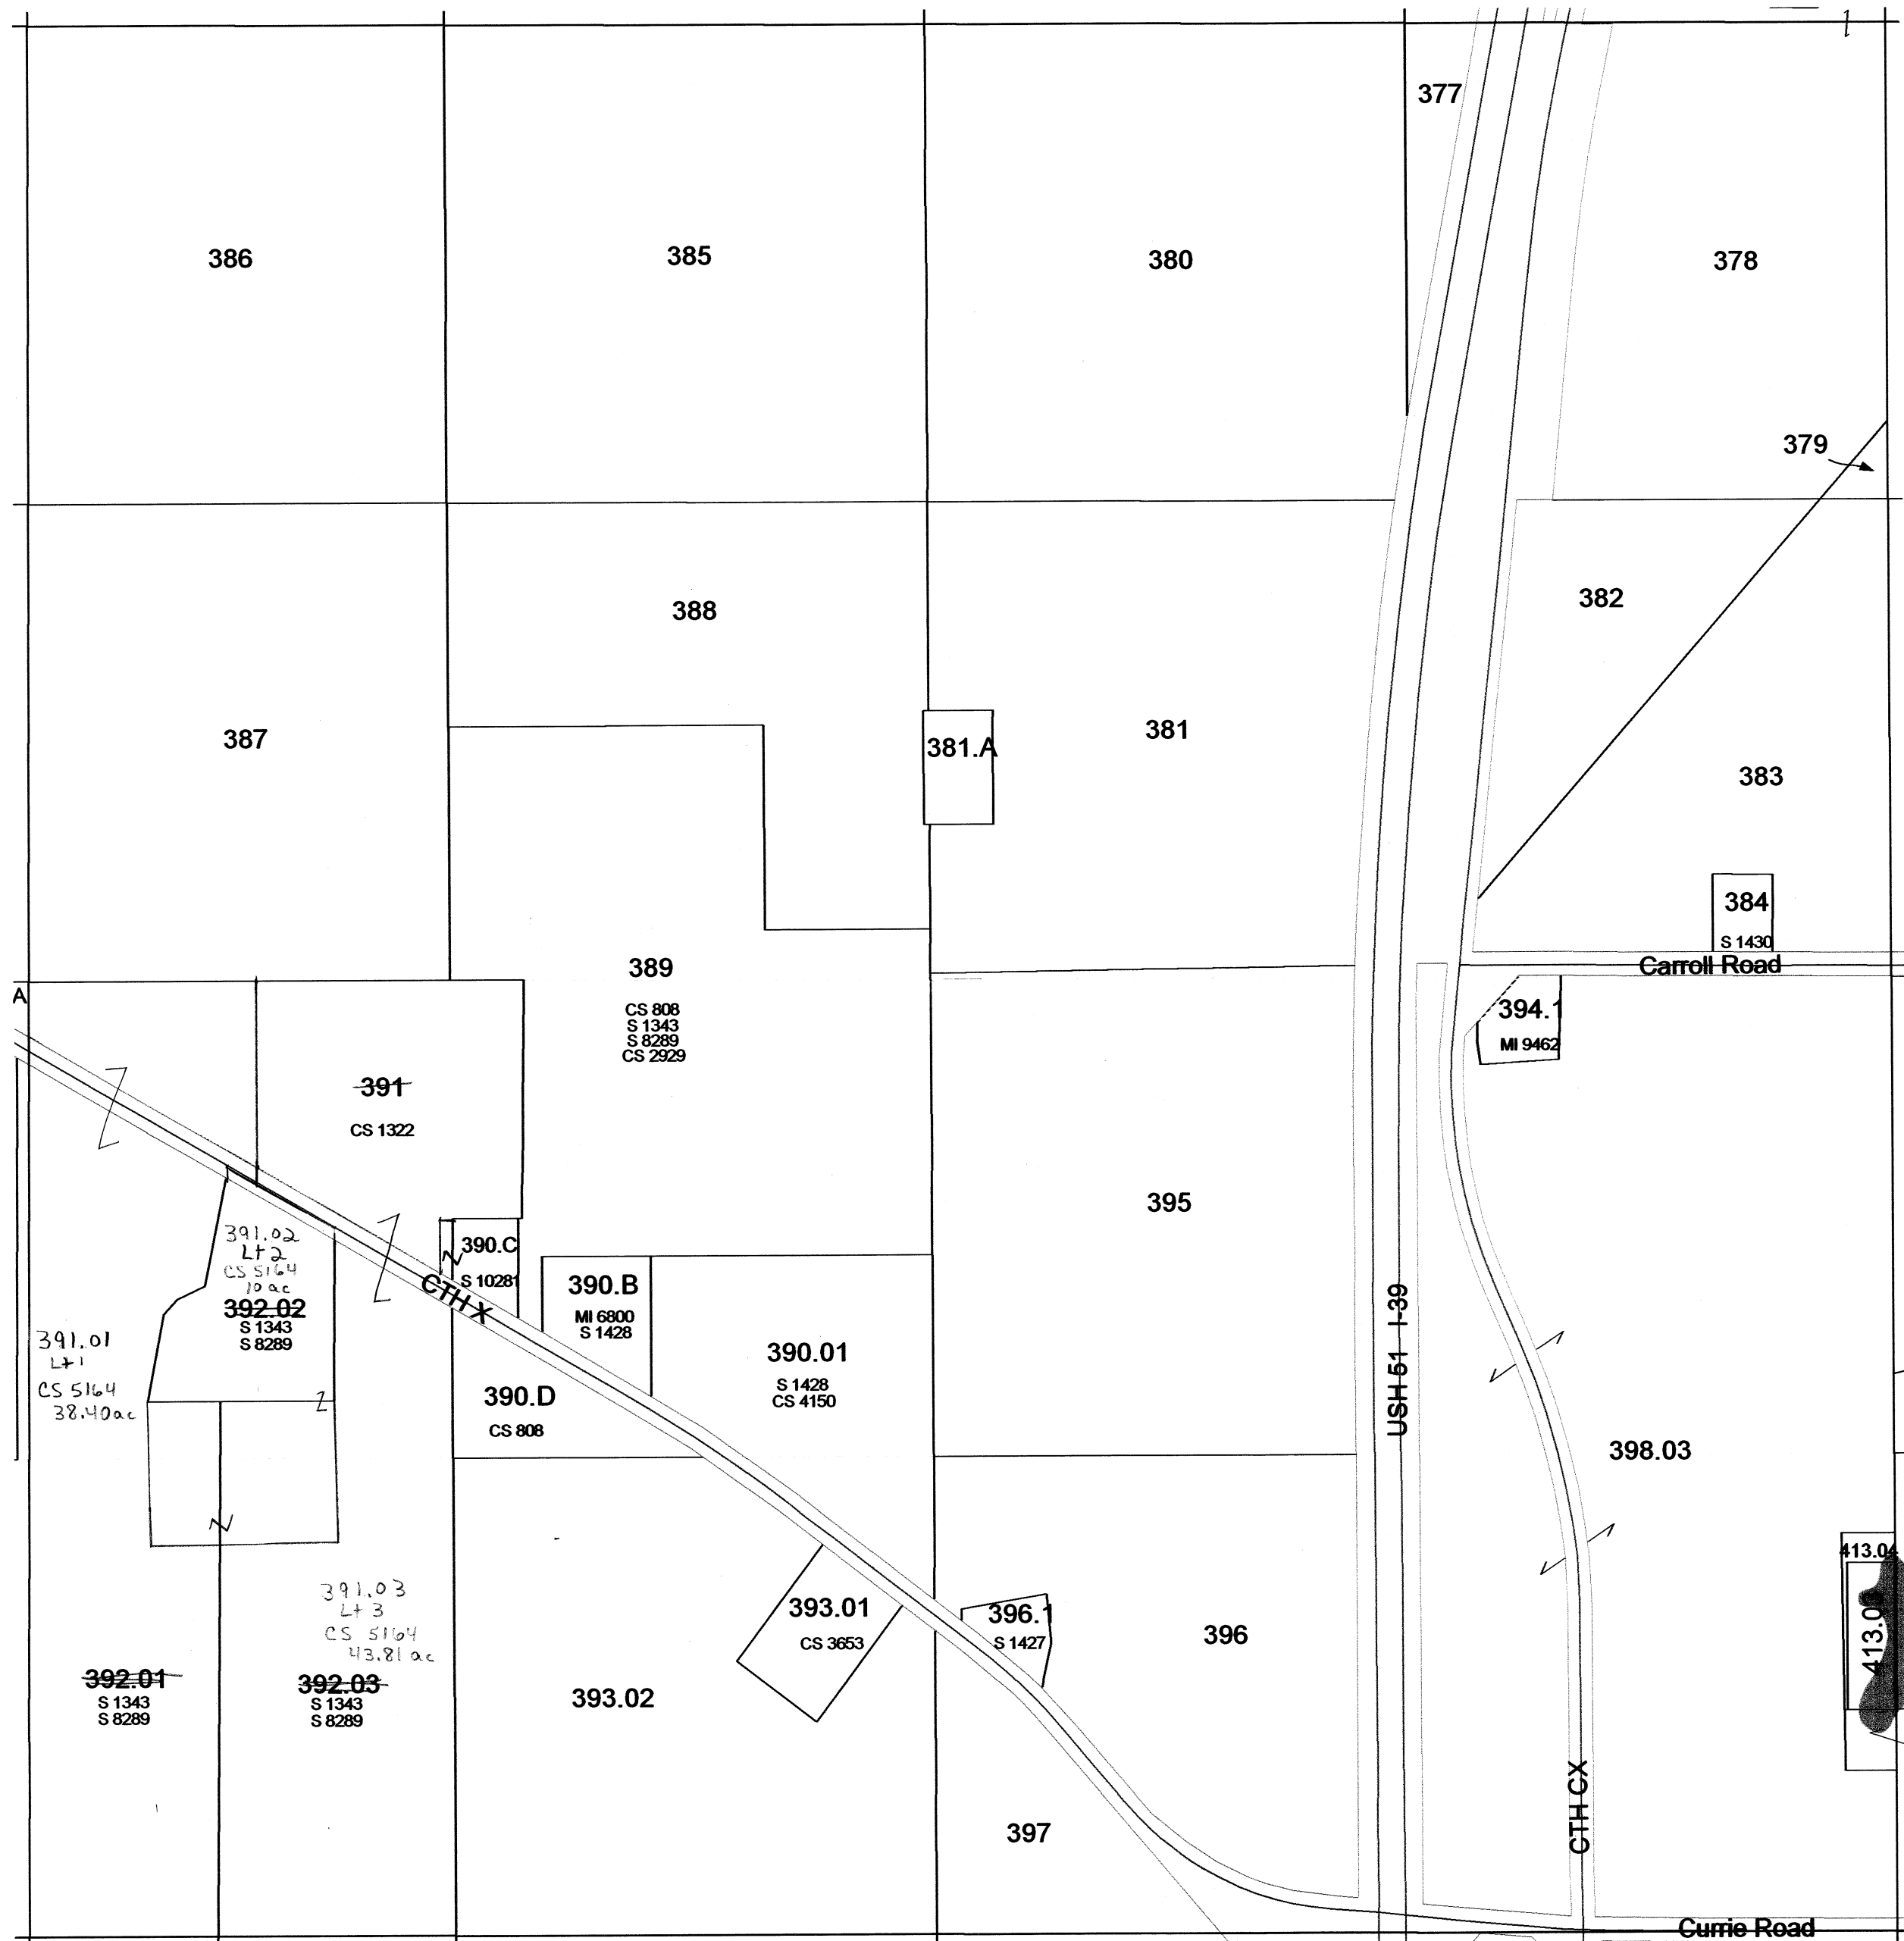 377
386
385
380
378
379
388
382
387
381.A
381
383
384
S 1430
Carroll Road
389
CS 808
S 1343
S 8289
CS 2929
A
394.1
MI 9462
391
CS 1322
395
391.02
Lt 2
CS 5164
10 ac
392.02
S 1343
S 8289
390.C
S 10281
CTH X
390.B
MI 6800
S 1428
390.01
S 1428
CS 4150
391.01
Lt 1
CS 5164
38.40 ac
390.D
CS 808
USH 51 I-39
398.03
413.04
391.03
Lt 3
CS 5164
43.81 ac
393.01
CS 3653
396.1
S 1427
396
392.01
S 1343
S 8289
392.03
S 1343
S 8289
393.02
397
CTH CX
Currie Road